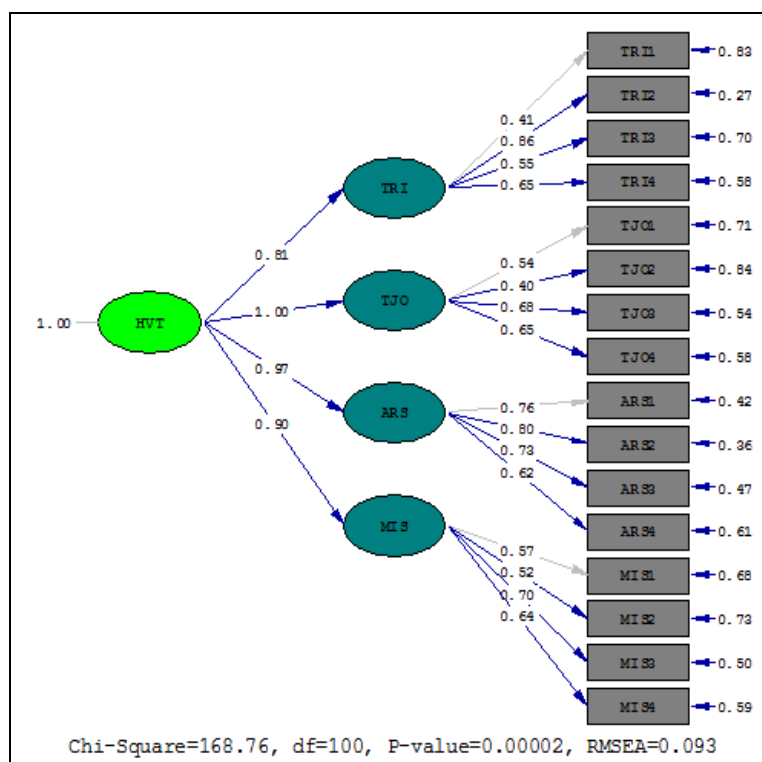 TRI1 0.83
TRI2 0.27
TRI3 0.70
TRI4 0.58
TJO1 0.71
TJO2 0.84
TJO3 0.54
TJO4 0.58
ARS1 0.42
ARS2 0.36
ARS3 0.47
ARS4 0.61
MIS1 0.68
MIS2 0.73
MIS3 0.50
MIS4 0.59
0.41
0.86
0.55
0.65
TRI
0.54
0.40
0.68
0.65
TJO
0.76
0.80
0.73
0.62
ARS
0.57
0.52
0.70
0.64
MIS
0.81
1.00
0.97
0.90
1.00 HVT
Chi-Square=168.76, df=100, P-value=0.00002, RMSEA=0.093